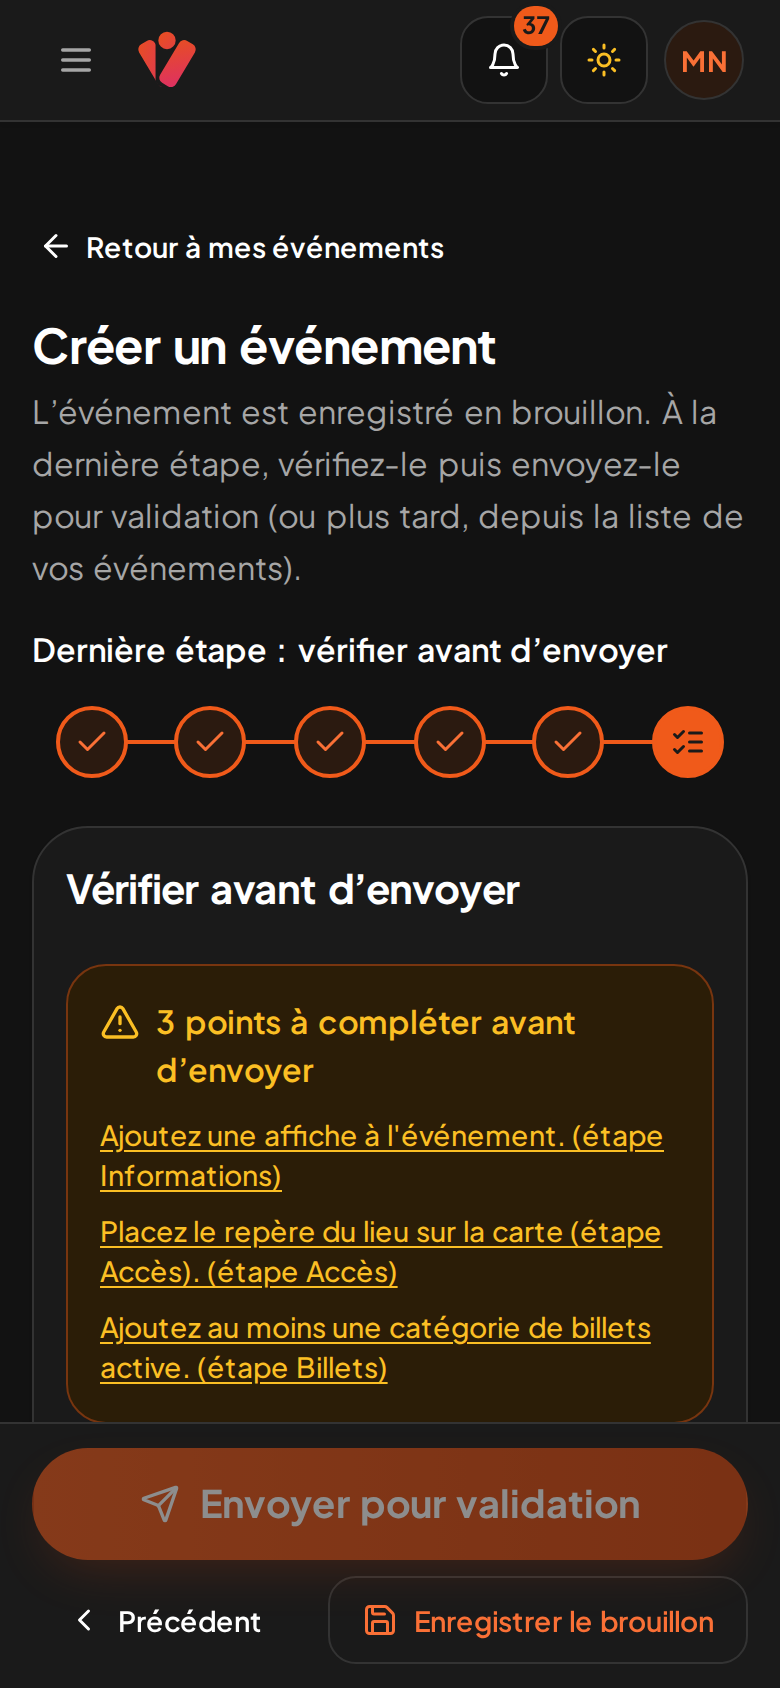 37
MN
Retour à mes événements
Créer un événement
L’événement est enregistré en brouillon. À la
dernière étape, vérifiez-le puis envoyez-le
pour validation (ou plus tard, depuis la liste de
vos événements).
Dernière étape : vérifier avant d’envoyer
Vérifier avant d’envoyer
3 points à compléter avant
d’envoyer
Ajoutez une affiche à l'événement. (étape
Informations)
Placez le repère du lieu sur la carte (étape
Accès). (étape Accès)
Ajoutez au moins une catégorie de billets
active. (étape Billets)
Envoyer pour validation
Précédent
Enregistrer le brouillon